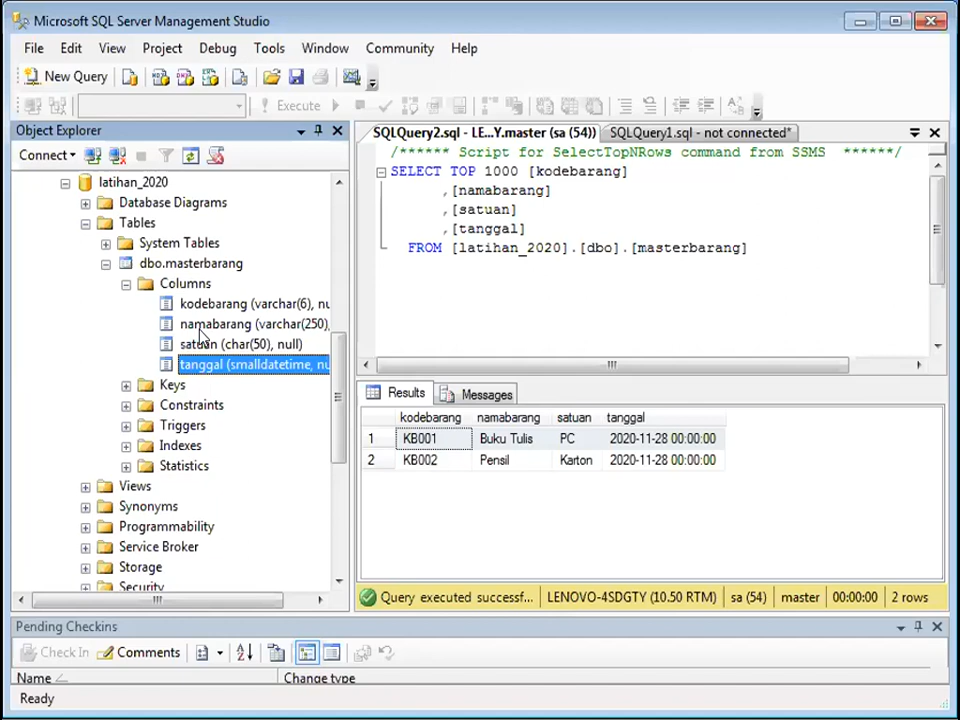 Microsoft SQL Server Management Studio
File Edit View Project Debug Tools Window Community Help
New Query
Execute
Object Explorer
Connect
latihan_2020
Database Diagrams
Tables
System Tables
dbo.masterbarang
Columns
kodebarang (varchar(6), nu
namabarang (varchar(250),
satuan (char(50), null)
tanggal (smalldatetime, nu
Keys
Constraints
Triggers
Indexes
Statistics
Views
Synonyms
Programmability
Service Broker
Storage
Security
SQLQuery2.sql - LE...Y.master (sa (54)) SQLQuery1.sql - not connected*
/****** Script for SelectTopNRows command from SSMS ******/
SELECT TOP 1000 [kodebarang]
,[namabarang]
,[satuan]
,[tanggal]
FROM [latihan_2020].[dbo].[masterbarang]
Results Messages
kodebarang namabarang satuan tanggal
1 KB001 Buku Tulis PC 2020-11-28 00:00:00
2 KB002 Pensil Karton 2020-11-28 00:00:00
Query executed successf... LENOVO-4SDGTY (10.50 RTM) sa (54) master 00:00:00 2 rows
Pending Checkins
Check In Comments
Name Change type
Ready